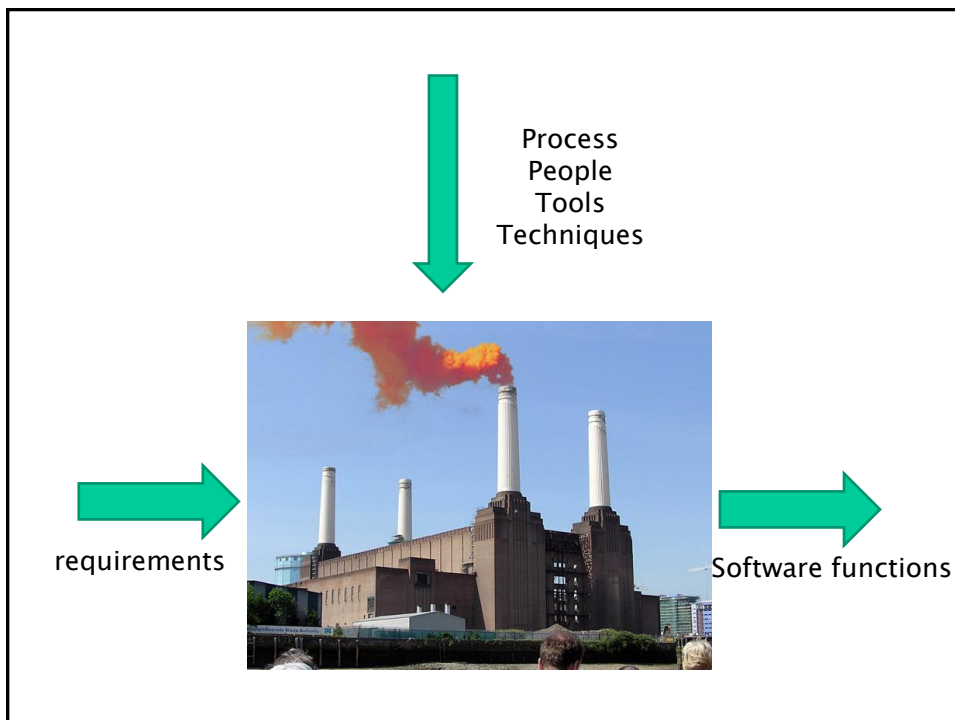 Process
People
Tools
Techniques
requirements
Software functions